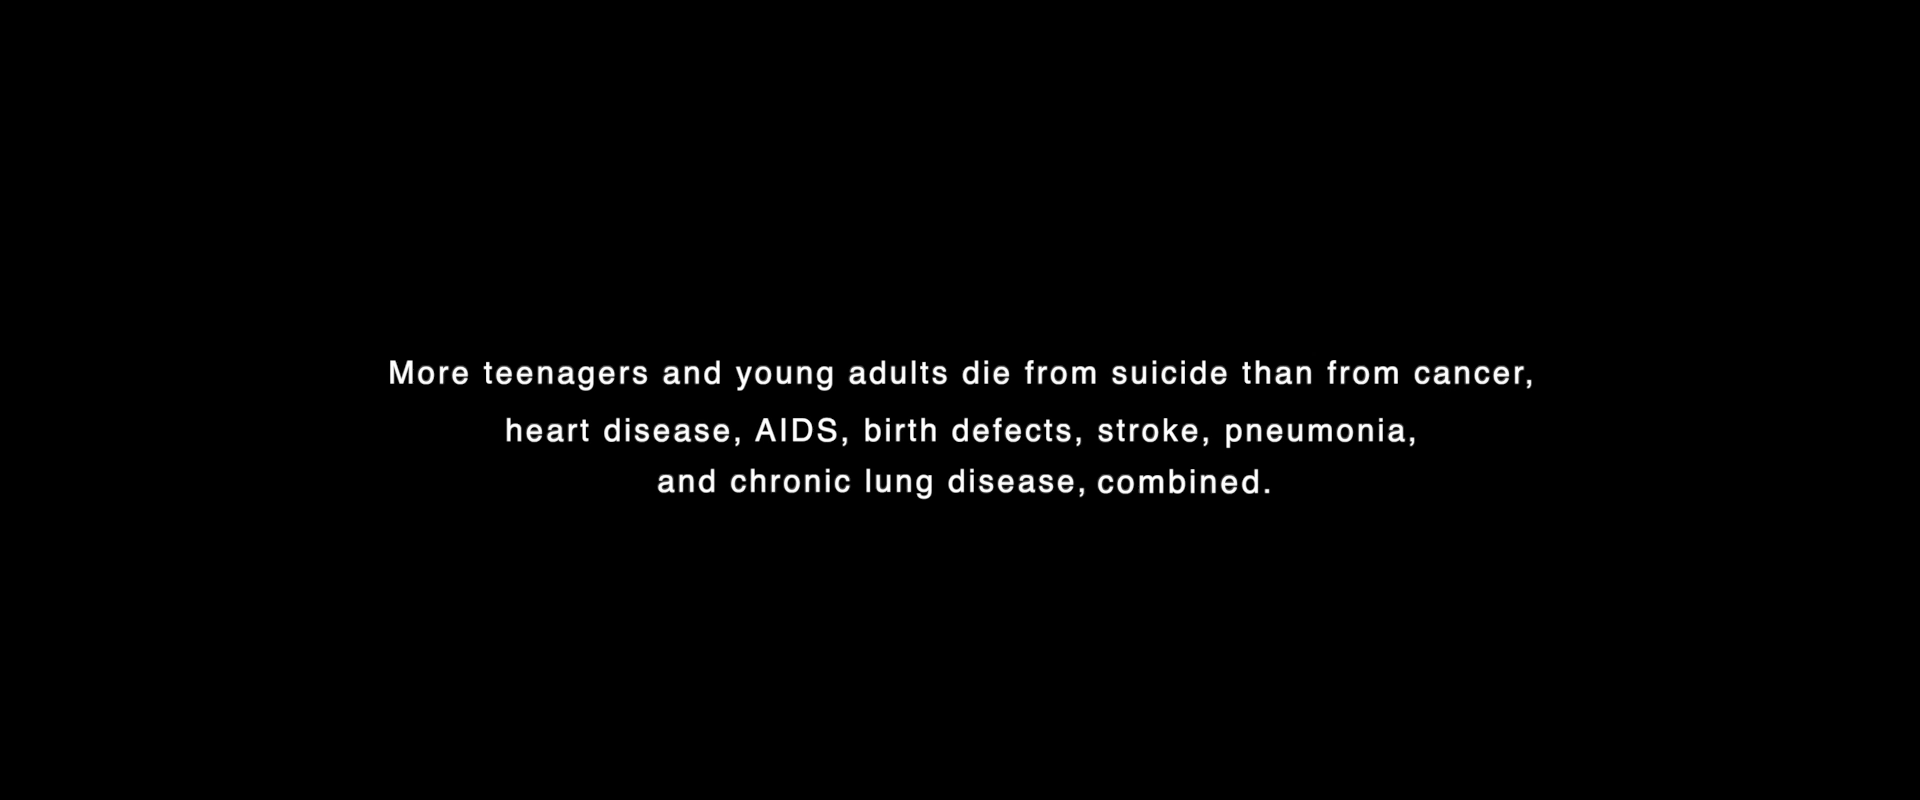 More teenagers and young adults die from suicide than from cancer,
heart disease, AIDS, birth defects, stroke, pneumonia,
and chronic lung disease, combined.